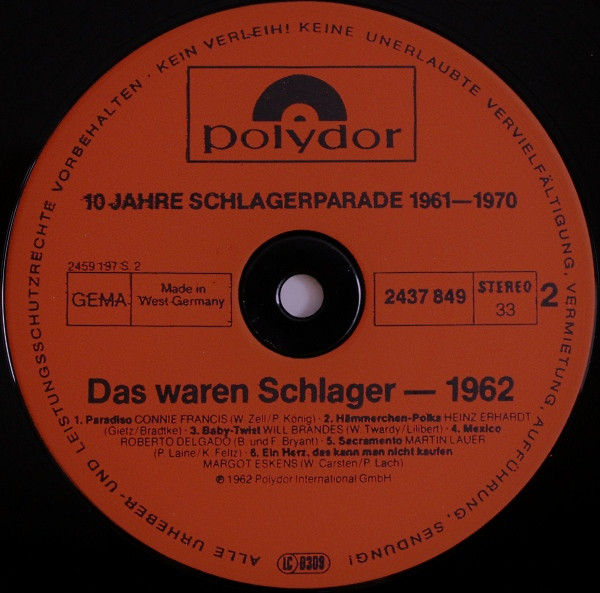 ALLE URHEBER- UND LEISTUNGSSCHUTZRECHTE VORBEHALTEN · KEIN VERLEIH! KEINE UNERLAUBTE VERVIELFÄLTIGUNG, VERMIETUNG, AUFFÜHRUNG, SENDUNG!
polydor
10 JAHRE SCHLAGERPARADE 1961—1970
2459 197 S 2
GEMA Made in West-Germany
2437 849 STEREO 33 2
Das waren Schlager — 1962
1. Paradiso CONNIE FRANCIS (W. Zell/P. König) · 2. Hämmerchen-Polka HEINZ ERHARDT
(Gietz/Bradtke) · 3. Baby-Twist WILL BRANDES (W. Twardy/Lilibert) · 4. Mexico
ROBERTO DELGADO (B. und F. Bryant) · 5. Sacramento MARTIN LAUER
(P. Laine/K. Feltz) · 6. Ein Herz, das kann man nicht kaufen
MARGOT ESKENS (W. Carsten/P. Lach)
℗ 1962 Polydor International GmbH
LC 0309